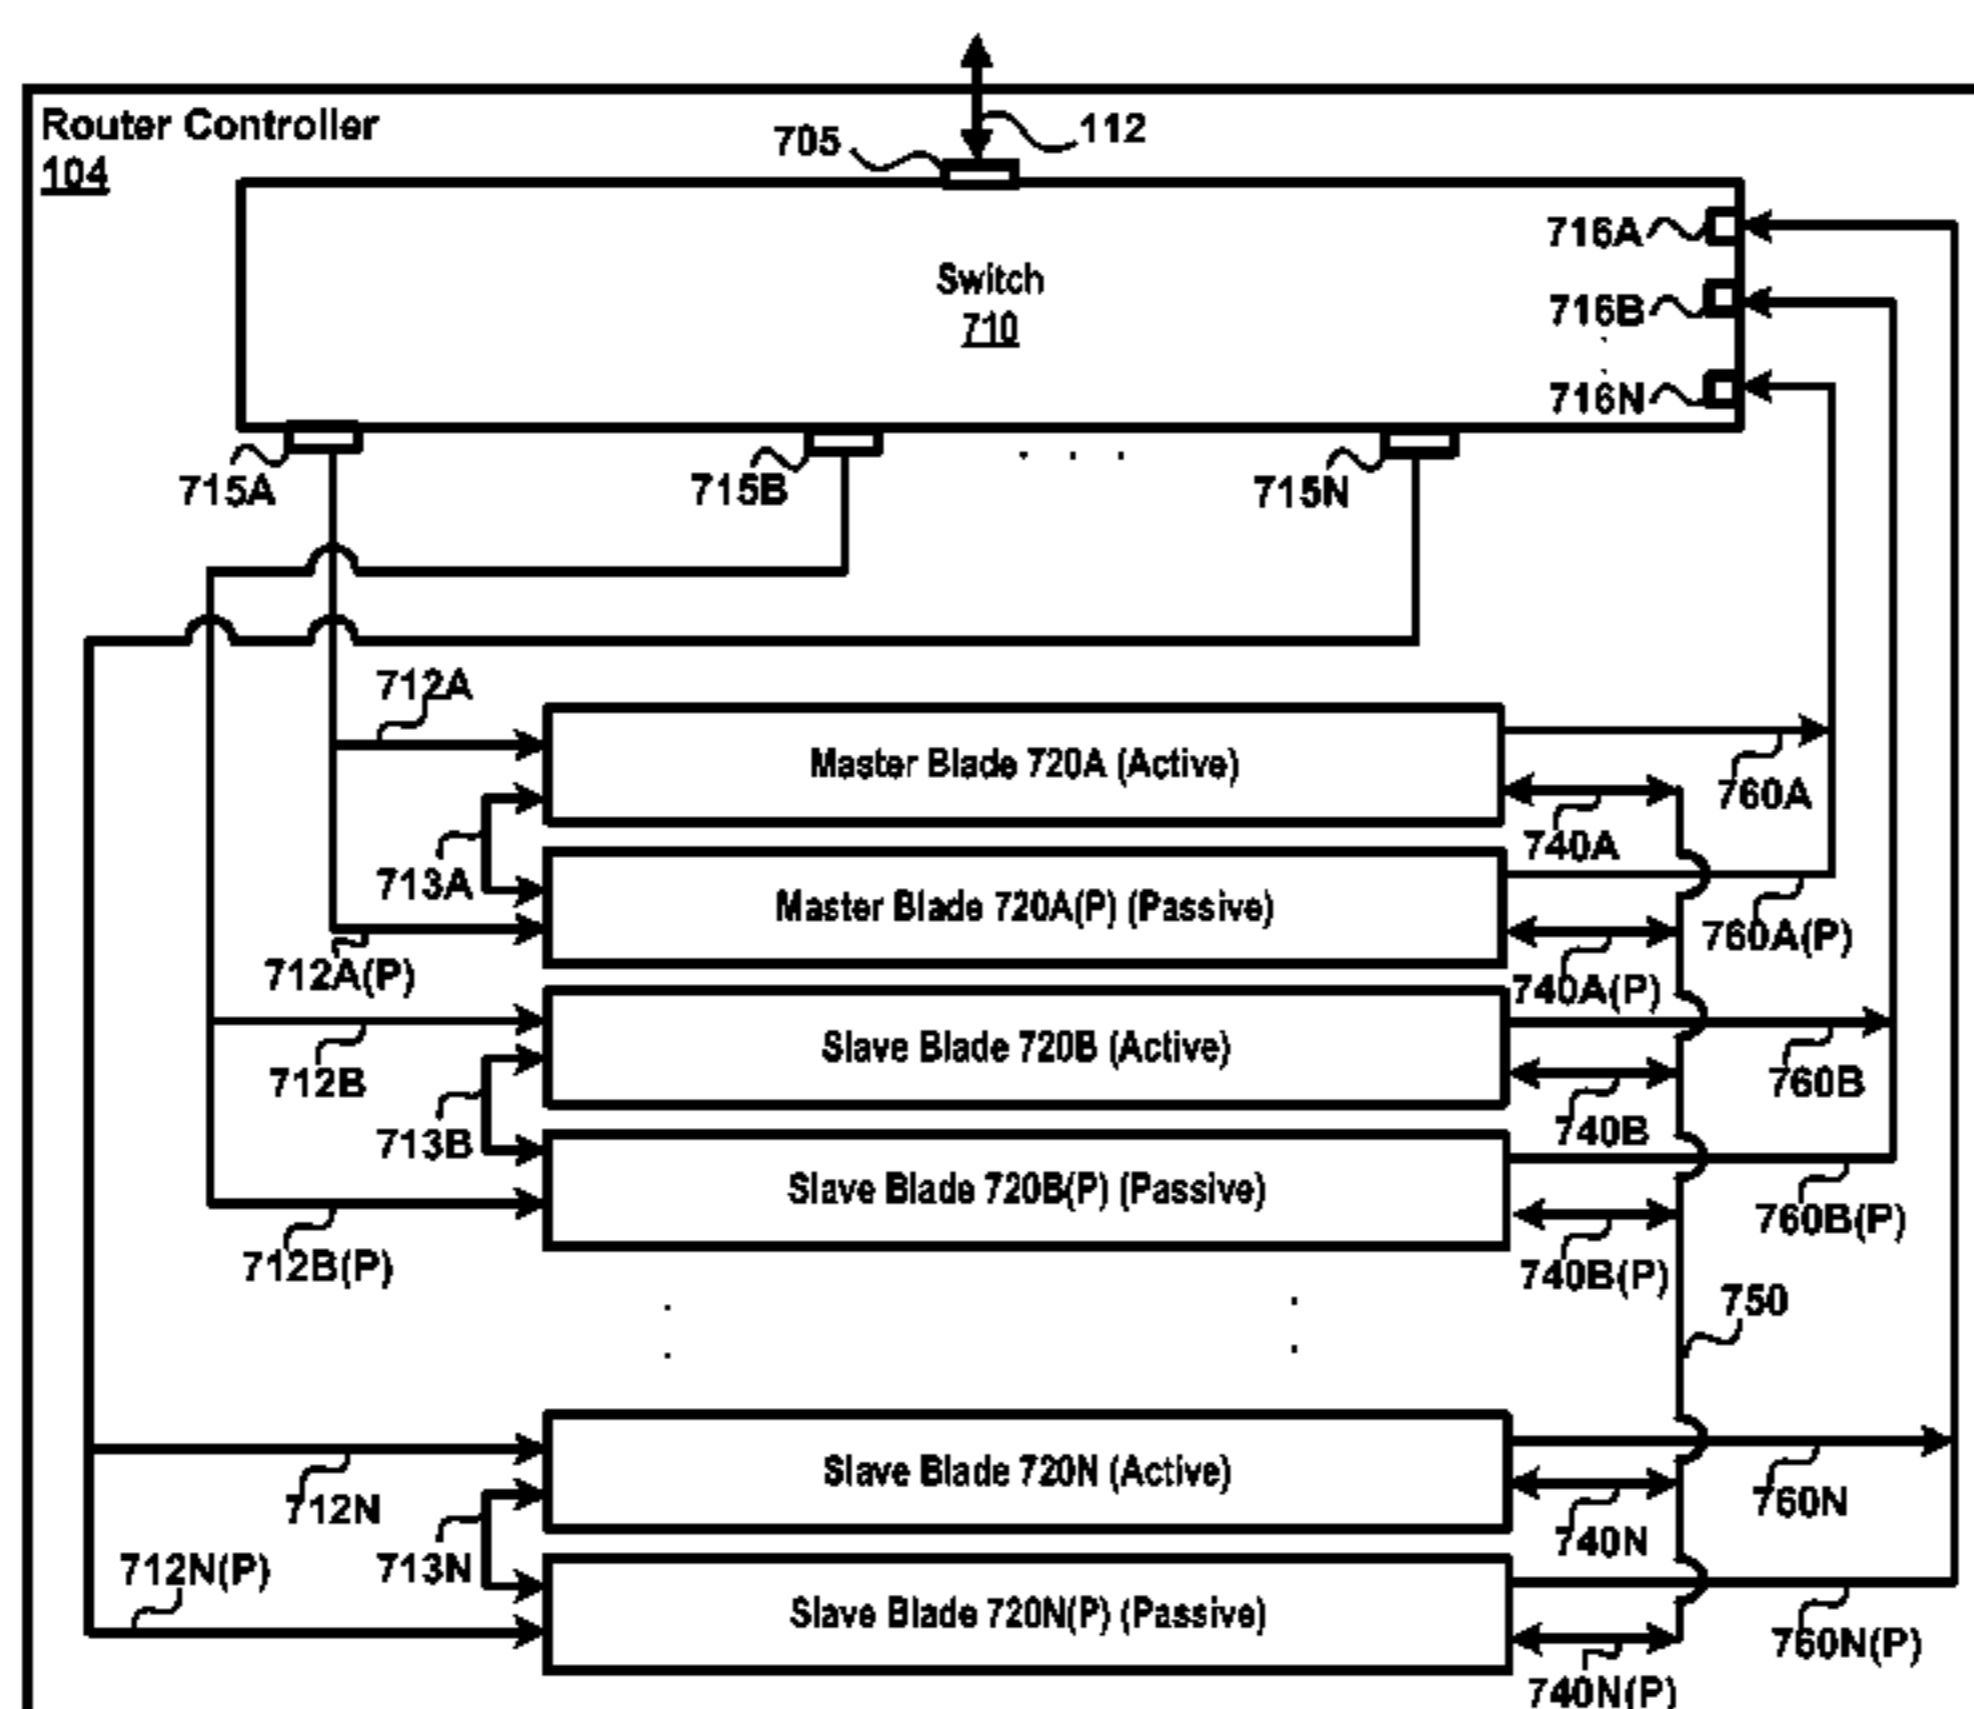 Router Controller
104
705
112
716A
Switch
710
716B
716N
715A
715B
715N
712A
Master Blade 720A (Active)
760A
740A
713A
Master Blade 720A(P) (Passive)
760A(P)
712A(P)
740A(P)
Slave Blade 720B (Active)
712B
760B
740B
713B
Slave Blade 720B(P) (Passive)
760B(P)
712B(P)
740B(P)
750
Slave Blade 720N (Active)
712N
760N
740N
713N
712N(P)
Slave Blade 720N(P) (Passive)
760N(P)
740N(P)